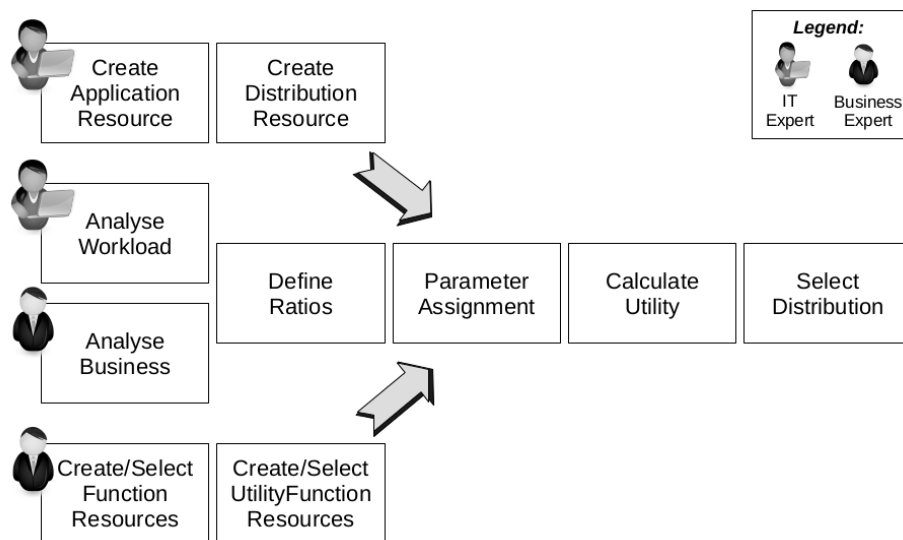 Create
Application
Resource
Create
Distribution
Resource
Legend:
IT
Expert
Business
Expert
Analyse
Workload
Analyse
Business
Define
Ratios
Parameter
Assignment
Calculate
Utility
Select
Distribution
Create/Select
Function
Resources
Create/Select
UtilityFunction
Resources